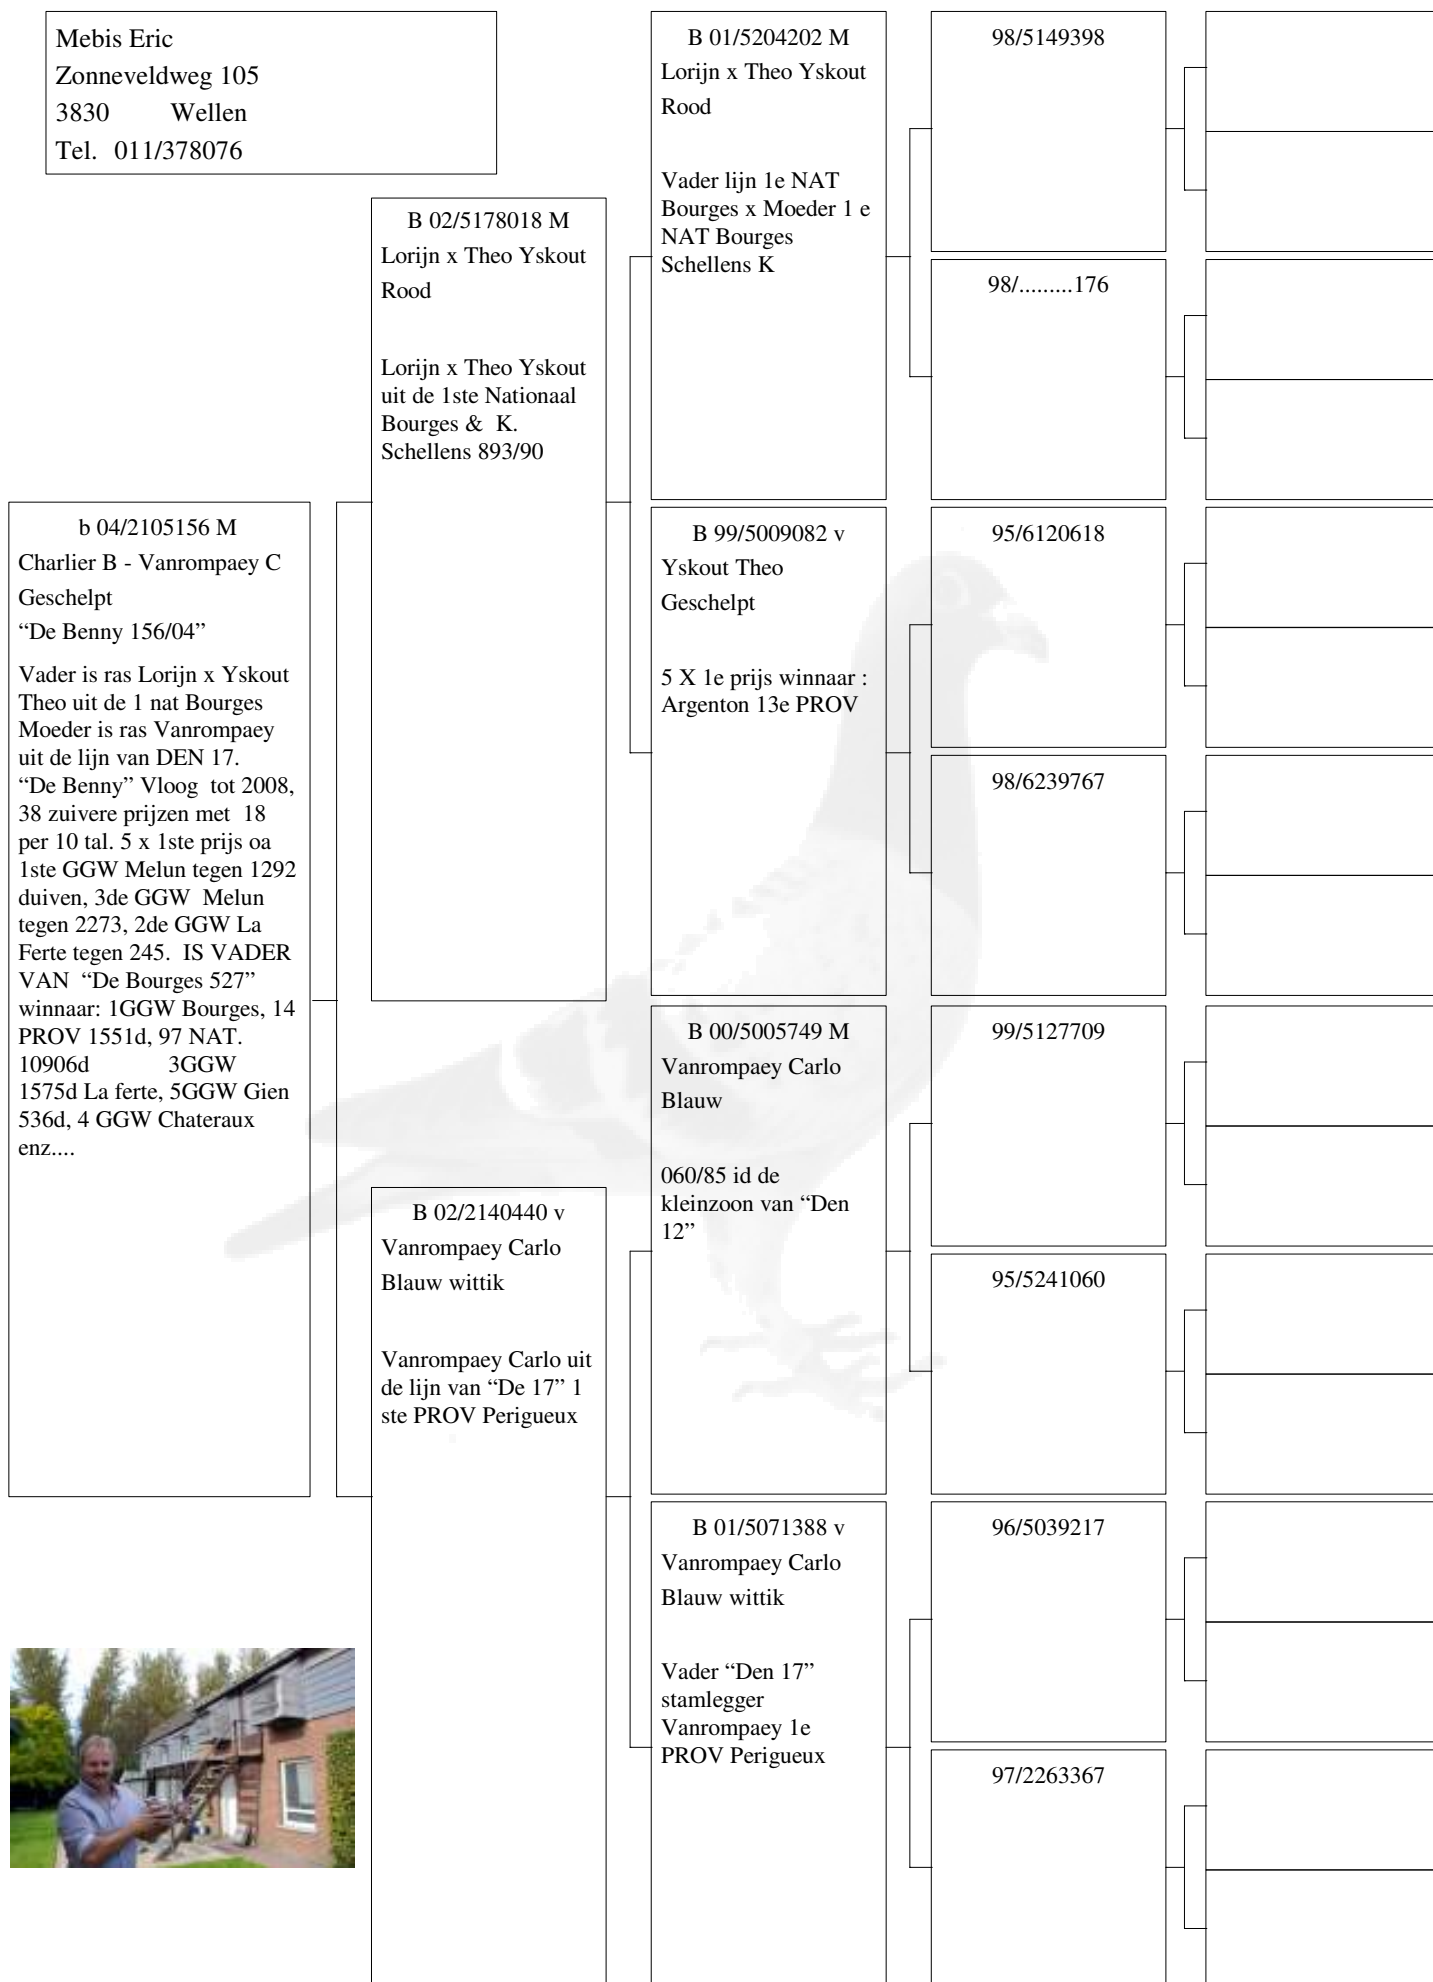 Mebis Eric
Zonneveldweg 105
3830 Wellen
Tel. 011/378076
b 04/2105156 M
Charlier B - Vanrompaey C
Geschelpt
“De Benny 156/04”
Vader is ras Lorijn x Yskout
Theo uit de 1 nat Bourges
Moeder is ras Vanrompaey
uit de lijn van DEN 17.
“De Benny” Vloog tot 2008,
38 zuivere prijzen met 18
per 10 tal. 5 x 1ste prijs oa
1ste GGW Melun tegen 1292
duiven, 3de GGW Melun
tegen 2273, 2de GGW La
Ferte tegen 245. IS VADER
VAN “De Bourges 527”
winnaar: 1GGW Bourges, 14
PROV 1551d, 97 NAT.
10906d 3GGW
1575d La ferte, 5GGW Gien
536d, 4 GGW Chateraux
enz....
B 02/5178018 M
Lorijn x Theo Yskout
Rood
Lorijn x Theo Yskout
uit de 1ste Nationaal
Bourges & K.
Schellens 893/90
B 02/2140440 v
Vanrompaey Carlo
Blauw wittik
Vanrompaey Carlo uit
de lijn van “De 17” 1
ste PROV Perigueux
B 01/5204202 M
Lorijn x Theo Yskout
Rood
Vader lijn 1e NAT
Bourges x Moeder 1 e
NAT Bourges
Schellens K
B 99/5009082 v
Yskout Theo
Geschelpt
5 X 1e prijs winnaar :
Argenton 13e PROV
B 00/5005749 M
Vanrompaey Carlo
Blauw
060/85 id de
kleinzoon van “Den
12”
B 01/5071388 v
Vanrompaey Carlo
Blauw wittik
Vader “Den 17”
stamlegger
Vanrompaey 1e
PROV Perigueux
98/5149398
98/.........176
95/6120618
98/6239767
99/5127709
95/5241060
96/5039217
97/2263367